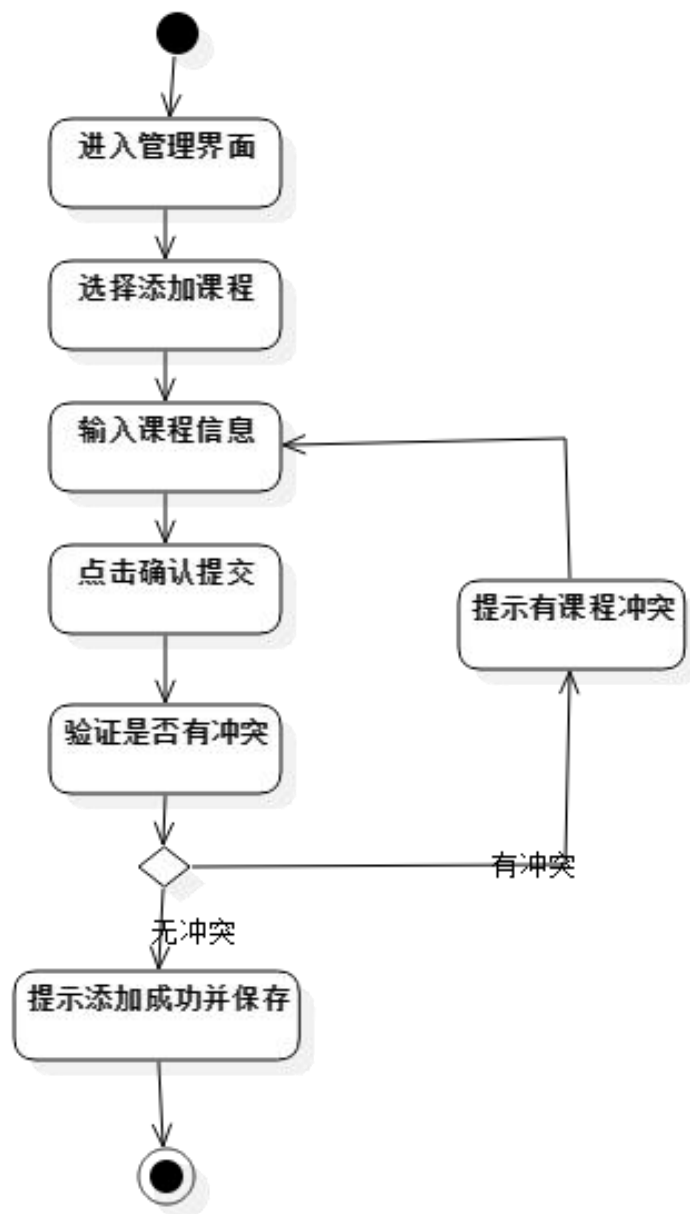 进入管理界面
选择添加课程
输入课程信息
点击确认提交
提示有课程冲突
验证是否有冲突
有冲突
无冲突
提示添加成功并保存